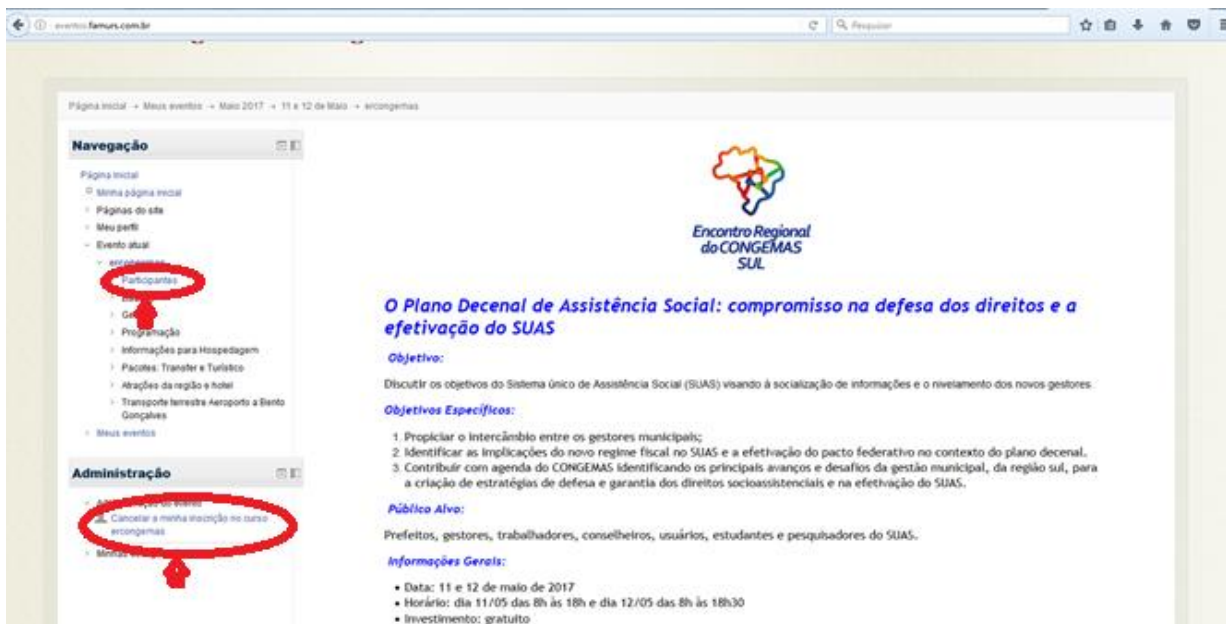 eventos.famurs.com.br
Pesquisar
Página inicial → Meus eventos → Maio 2017 → 11 e 12 de Maio → ercongemas
Navegação
Página inicial
Minha página inicial
Páginas do site
Meu perfil
Evento atual
ercongemas
Participantes
Programação
Informações para Hospedagem
Pacotes: Transfer e Turístico
Atrações da região e hotel
Transporte terrestre Aeroporto a Bento
Gonçalves
Meus eventos
Administração
Cancelar a minha inscrição no curso
ercongemas
Encontro Regional
do CONGEMAS
SUL
O Plano Decenal de Assistência Social: compromisso na defesa dos direitos e a
efetivação do SUAS
Objetivo:
Discutir os objetivos do Sistema único de Assistência Social (SUAS) visando à socialização de informações e o nivelamento dos novos gestores.
Objetivos Específicos:
1. Propiciar o intercâmbio entre os gestores municipais;
2. Identificar as implicações do novo regime fiscal no SUAS e a efetivação do pacto federativo no contexto do plano decenal.
3. Contribuir com agenda do CONGEMAS identificando os principais avanços e desafios da gestão municipal, da região sul, para
a criação de estratégias de defesa e garantia dos direitos socioassistenciais e na efetivação do SUAS.
Público Alvo:
Prefeitos, gestores, trabalhadores, conselheiros, usuários, estudantes e pesquisadores do SUAS.
Informações Gerais:
• Data: 11 e 12 de maio de 2017
• Horário: dia 11/05 das 8h às 18h e dia 12/05 das 8h às 18h30
• Investimento: gratuito